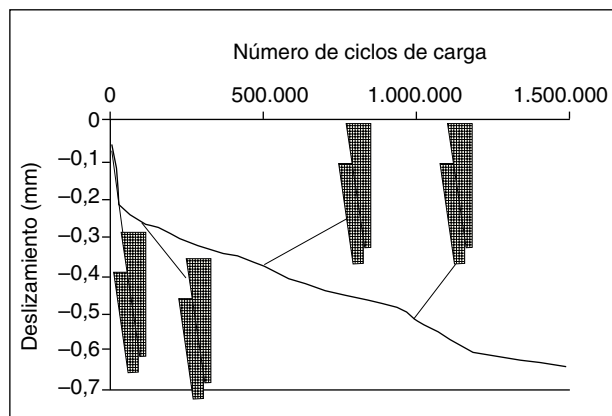 Número de ciclos de carga
0 500.000 1.000.000 1.500.000
Deslizamiento (mm)
0
–0,1
–0,2
–0,3
–0,4
–0,5
–0,6
–0,7